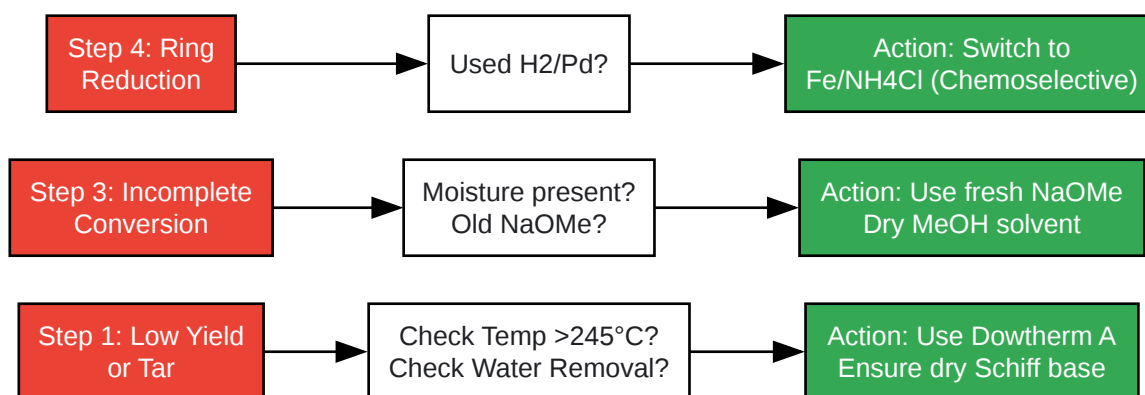 Step 4: Ring
Reduction
Used H2/Pd?
Action: Switch to
Fe/NH4Cl (Chemoselective)
Step 3: Incomplete
Conversion
Moisture present?
Old NaOMe?
Action: Use fresh NaOMe
Dry MeOH solvent
Step 1: Low Yield
or Tar
Check Temp >245°C?
Check Water Removal?
Action: Use Dowtherm A
Ensure dry Schiff base